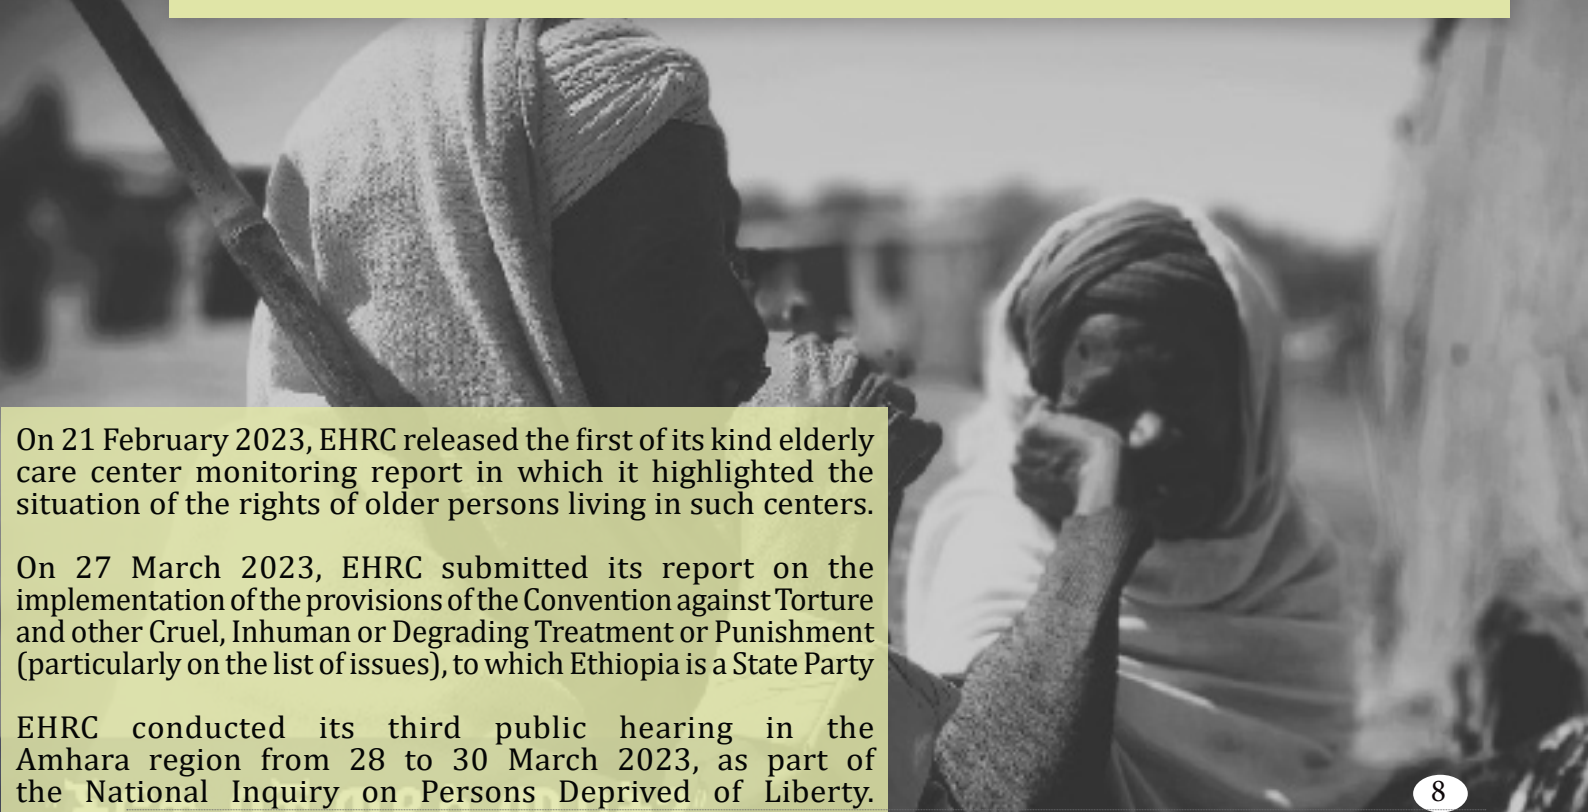 On 21 February 2023, EHRC released the first of its kind elderly
care center monitoring report in which it highlighted the
situation of the rights of older persons living in such centers.
On 27 March 2023, EHRC submitted its report on the
implementation of the provisions of the Convention against Torture
and other Cruel, Inhuman or Degrading Treatment or Punishment
(particularly on the list of issues), to which Ethiopia is a State Party
EHRC conducted its third public hearing in the
Amhara region from 28 to 30 March 2023, as part of
the National Inquiry on Persons Deprived of Liberty.
8